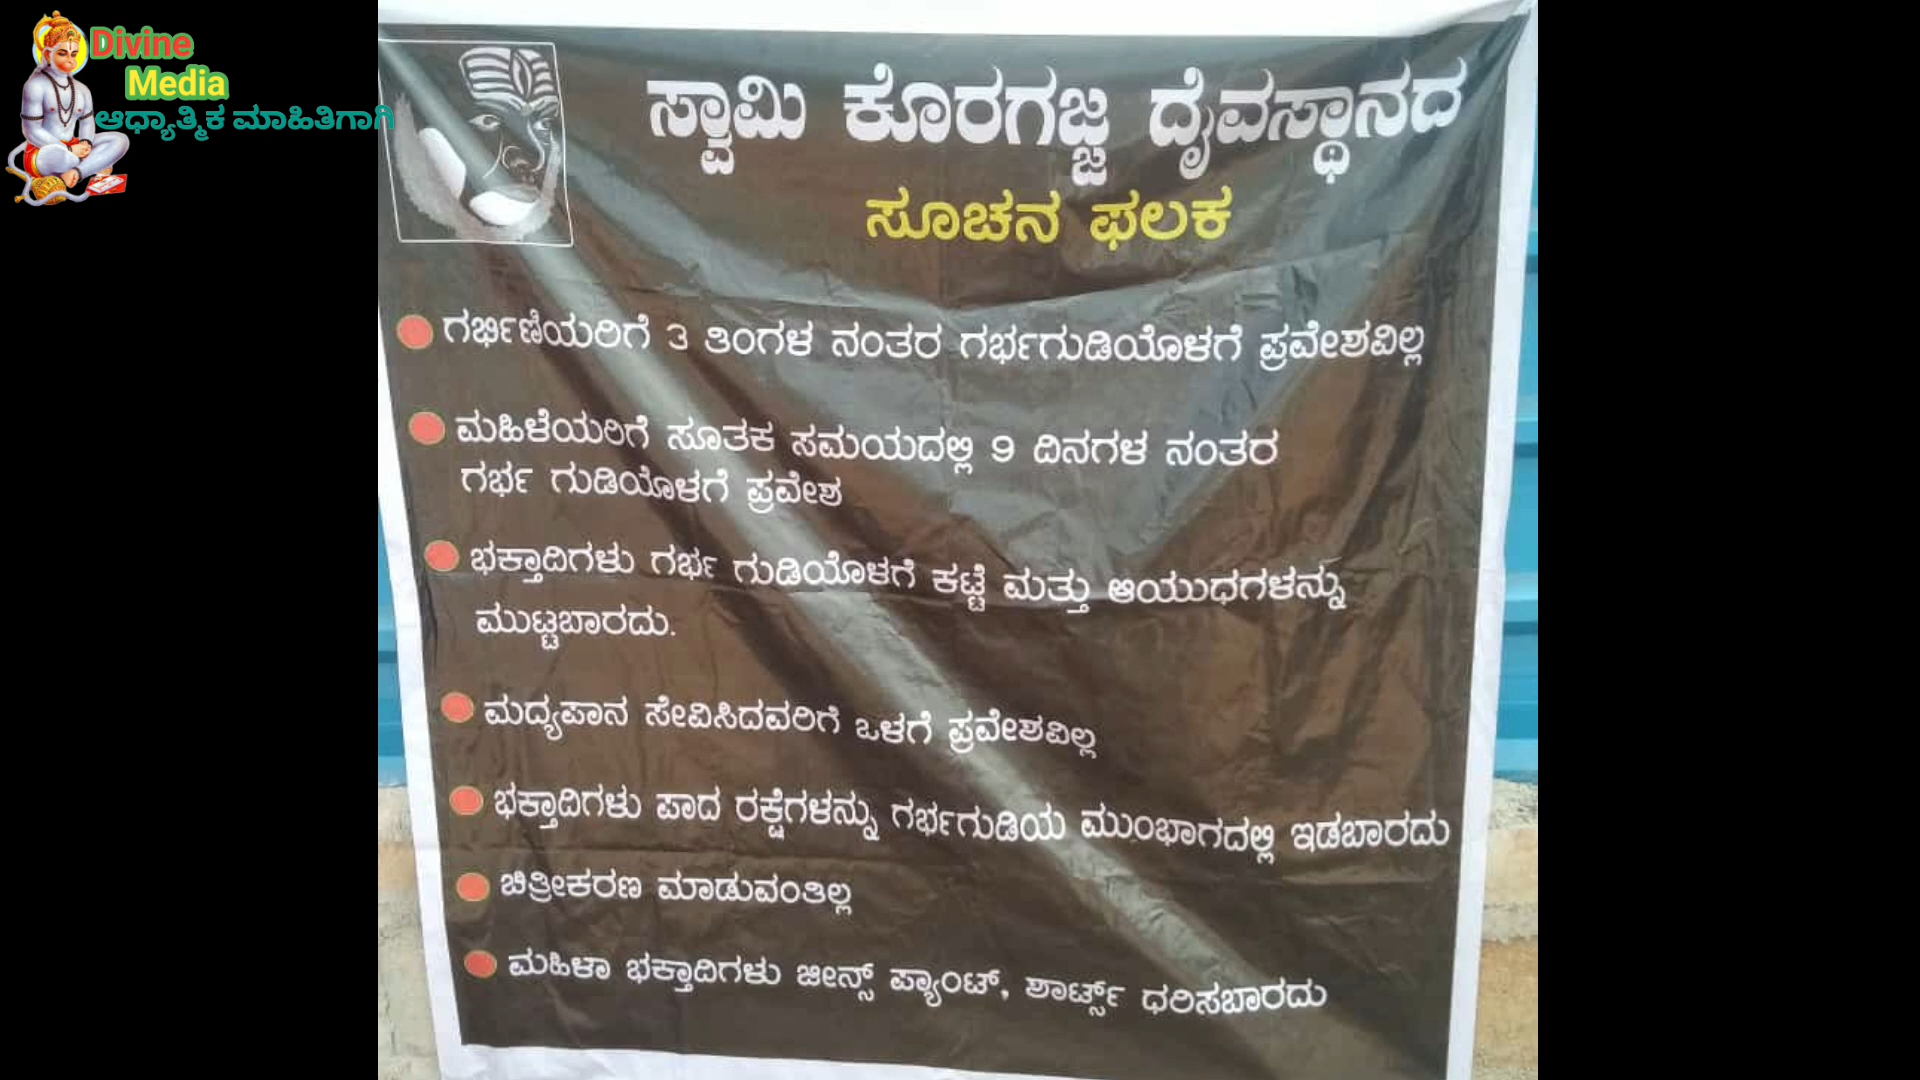 Divine
Media
ಆಧ್ಯಾತ್ಮಿಕ ಮಾಹಿತಿಗಾಗಿ
ಸ್ವಾಮಿ ಕೊರಗಜ್ಜ ದೈವಸ್ಥಾನದ
ಸೂಚನ ಫಲಕ
ಗರ್ಭಿಣಿಯರಿಗೆ 3 ತಿಂಗಳ ನಂತರ ಗರ್ಭಗುಡಿಯೊಳಗೆ ಪ್ರವೇಶವಿಲ್ಲ
ಮಹಿಳೆಯರಿಗೆ ಸೂತಕ ಸಮಯದಲ್ಲಿ 9 ದಿನಗಳ ನಂತರ
ಗರ್ಭ ಗುಡಿಯೊಳಗೆ ಪ್ರವೇಶ
ಭಕ್ತಾದಿಗಳು ಗರ್ಭ ಗುಡಿಯೊಳಗೆ ಕಟ್ಟೆ ಮತ್ತು ಆಯುಧಗಳನ್ನು
ಮುಟ್ಟಬಾರದು.
ಮದ್ಯಪಾನ ಸೇವಿಸಿದವರಿಗೆ ಒಳಗೆ ಪ್ರವೇಶವಿಲ್ಲ
ಭಕ್ತಾದಿಗಳು ಪಾದ ರಕ್ಷೆಗಳನ್ನು ಗರ್ಭಗುಡಿಯ ಮುಂಭಾಗದಲ್ಲಿ ಇಡಬಾರದು
ಚಿತ್ರೀಕರಣ ಮಾಡುವಂತಿಲ್ಲ
ಮಹಿಳಾ ಭಕ್ತಾದಿಗಳು ಜೀನ್ಸ್ ಪ್ಯಾಂಟ್, ಶಾರ್ಟ್ಸ್ ಧರಿಸಬಾರದು